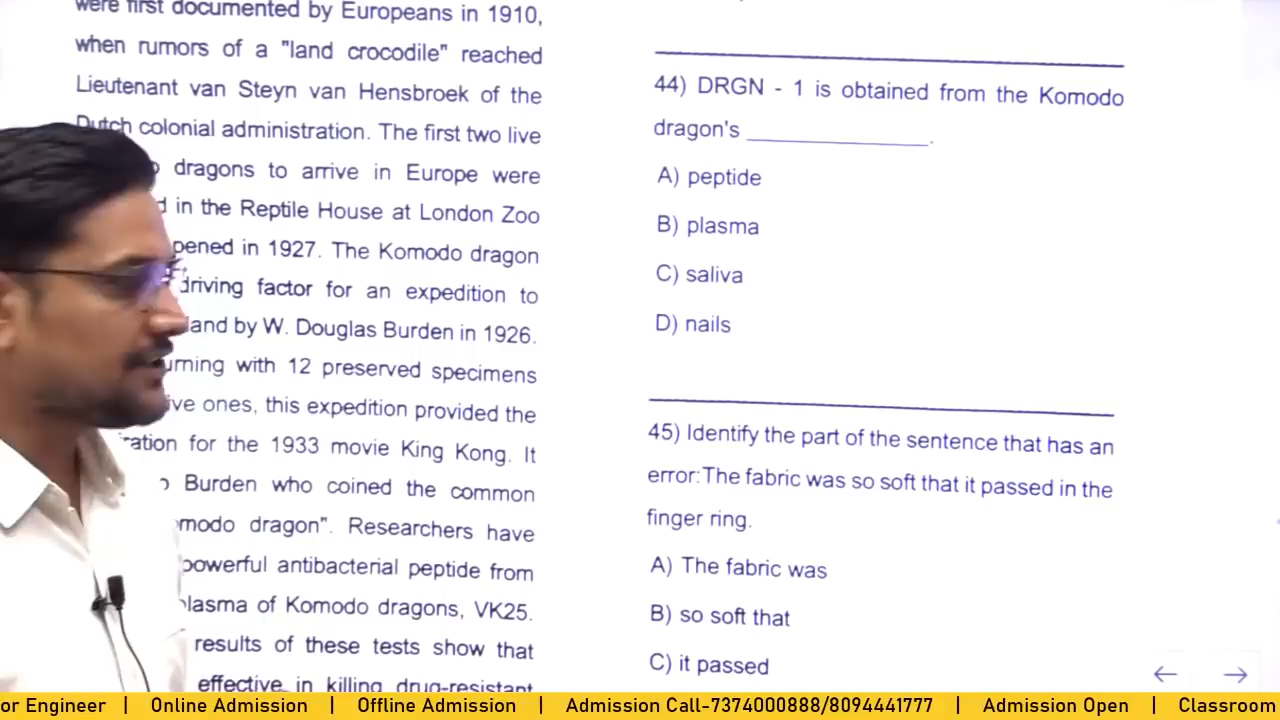 were first documented by Europeans in 1910,
when rumors of a "land crocodile" reached
Lieutenant van Steyn van Hensbroek of the
Dutch colonial administration. The first two live
dragons to arrive in Europe were
in the Reptile House at London Zoo
in 1927. The Komodo dragon
driving factor for an expedition to
by W. Douglas Burden in 1926.
with 12 preserved specimens
ones, this expedition provided the
for the 1933 movie King Kong. It
Burden who coined the common
dragon". Researchers have
powerful antibacterial peptide from
of Komodo dragons, VK25.
results of these tests show that
effective in killing drug-resistant
44) DRGN - 1 is obtained from the Komodo
dragon's ______________.
A) peptide
B) plasma
C) saliva
D) nails
45) Identify the part of the sentence that has an
error:The fabric was so soft that it passed in the
finger ring.
A) The fabric was
B) so soft that
C) it passed
or Engineer | Online Admission | Offline Admission | Admission Call-7374000888/8094441777 | Admission Open | Classroom